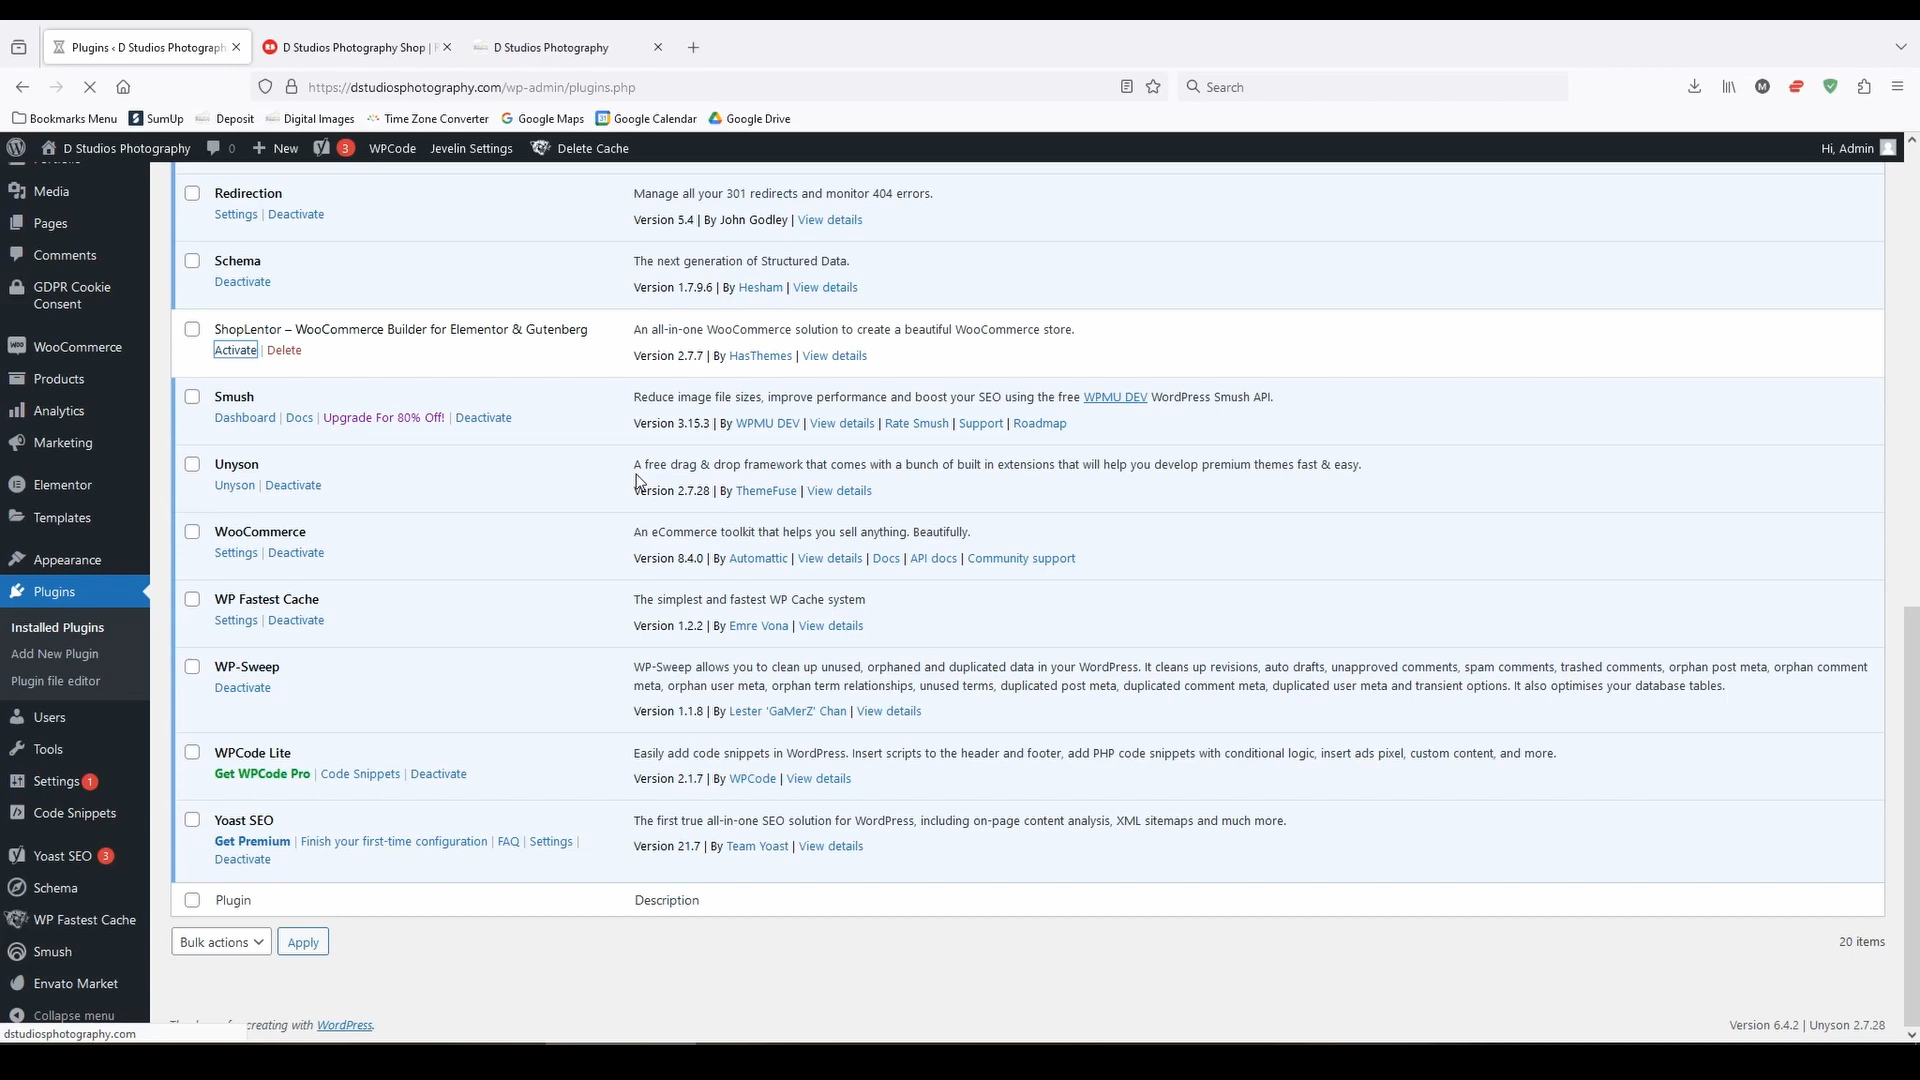 Plugins ‹ D Studios Photograph
D Studios Photography Shop |
D Studios Photography
https://dstudiosphotography.com/wp-admin/plugins.php
Search
Bookmarks Menu
SumUp
Deposit
Digital Images
Time Zone Converter
Google Maps
Google Calendar
Google Drive
D Studios Photography
0
New
3
WPCode
Jevelin Settings
Delete Cache
Hi, Admin
Media
Pages
Comments
GDPR Cookie
Consent
WooCommerce
Products
Analytics
Marketing
Elementor
Templates
Appearance
Plugins
Installed Plugins
Add New Plugin
Plugin file editor
Users
Tools
Settings 1
Code Snippets
Yoast SEO 3
Schema
WP Fastest Cache
Smush
Envato Market
Collapse menu
dstudiosphotography.com
Redirection
Settings | Deactivate
Manage all your 301 redirects and monitor 404 errors.
Version 5.4 | By John Godley | View details
Schema
Deactivate
The next generation of Structured Data.
Version 1.7.9.6 | By Hesham | View details
ShopLentor – WooCommerce Builder for Elementor & Gutenberg
Activate | Delete
An all-in-one WooCommerce solution to create a beautiful WooCommerce store.
Version 2.7.7 | By HasThemes | View details
Smush
Dashboard | Docs | Upgrade For 80% Off! | Deactivate
Reduce image file sizes, improve performance and boost your SEO using the free WPMU DEV WordPress Smush API.
Version 3.15.3 | By WPMU DEV | View details | Rate Smush | Support | Roadmap
Unyson
Unyson | Deactivate
A free drag & drop framework that comes with a bunch of built in extensions that will help you develop premium themes fast & easy.
Version 2.7.28 | By ThemeFuse | View details
WooCommerce
Settings | Deactivate
An eCommerce toolkit that helps you sell anything. Beautifully.
Version 8.4.0 | By Automattic | View details | Docs | API docs | Community support
WP Fastest Cache
Settings | Deactivate
The simplest and fastest WP Cache system
Version 1.2.2 | By Emre Vona | View details
WP-Sweep
Deactivate
WP-Sweep allows you to clean up unused, orphaned and duplicated data in your WordPress. It cleans up revisions, auto drafts, unapproved comments, spam comments, trashed comments, orphan post meta, orphan comment
meta, orphan user meta, orphan term relationships, unused terms, duplicated post meta, duplicated comment meta, duplicated user meta and transient options. It also optimises your database tables.
Version 1.1.8 | By Lester 'GaMerZ' Chan | View details
WPCode Lite
Get WPCode Pro | Code Snippets | Deactivate
Easily add code snippets in WordPress. Insert scripts to the header and footer, add PHP code snippets with conditional logic, insert ads pixel, custom content, and more.
Version 2.1.7 | By WPCode | View details
Yoast SEO
Get Premium | Finish your first-time configuration | FAQ | Settings |
Deactivate
The first true all-in-one SEO solution for WordPress, including on-page content analysis, XML sitemaps and much more.
Version 21.7 | By Team Yoast | View details
Plugin
Description
Bulk actions
Apply
20 items
creating with WordPress.
Version 6.4.2 | Unyson 2.7.28